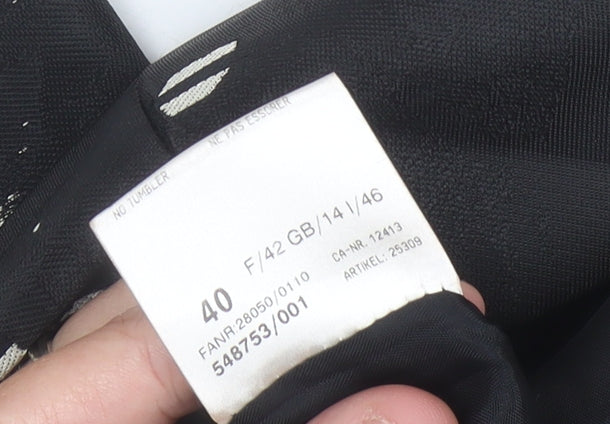 NO TUMBLER NE PAS ESSORER
40 F/42 GB/14 I/46
FANR:28050/0110 CA-NR. 12413
548753/001 ARTIKEL: 25309